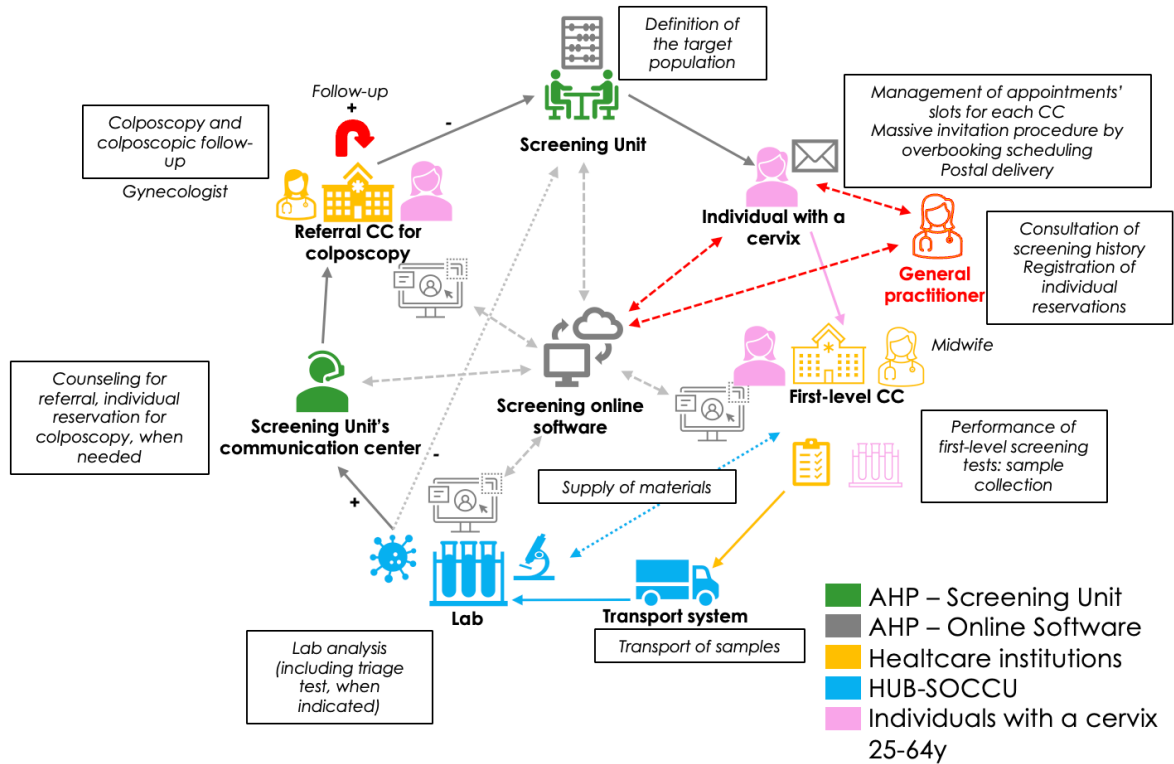 Definition of
the target
population
Screening Unit
Follow-up
+
-
Colposcopy and
colposcopic follow-
up
Gynecologist
Referral CC for
colposcopy
Management of appointments'
slots for each CC
Massive invitation procedure by
overbooking scheduling
Postal delivery
Individual with a
cervix
General
practitioner
Consultation of
screening history
Registration of
individual
reservations
Midwife
First-level CC
Counseling for
referral, individual
reservation for
colposcopy, when
needed
Screening Unit's
communication center
Screening online
software
Performance of
first-level screening
tests: sample
collection
-
+
Supply of materials
Lab
Transport system
Transport of samples
Lab analysis
(including triage
test, when
indicated)
AHP – Screening Unit
AHP – Online Software
Healtcare institutions
HUB-SOCCU
Individuals with a cervix
25-64y